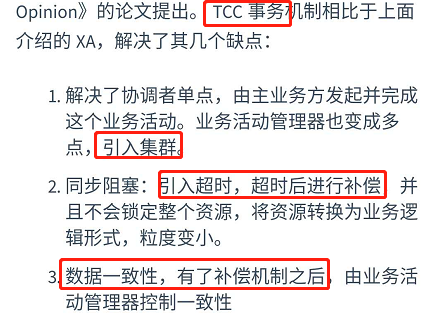 Opinion》的论文提出。 TCC 事务机制相比于上面
介绍的 XA，解决了其几个缺点：
1. 解决了协调者单点，由主业务方发起并完成
这个业务活动。业务活动管理器也变成多
点，引入集群。
2. 同步阻塞：引入超时，超时后进行补偿，并
且不会锁定整个资源，将资源转换为业务逻
辑形式，粒度变小。
3. 数据一致性，有了补偿机制之后，由业务活
动管理器控制一致性